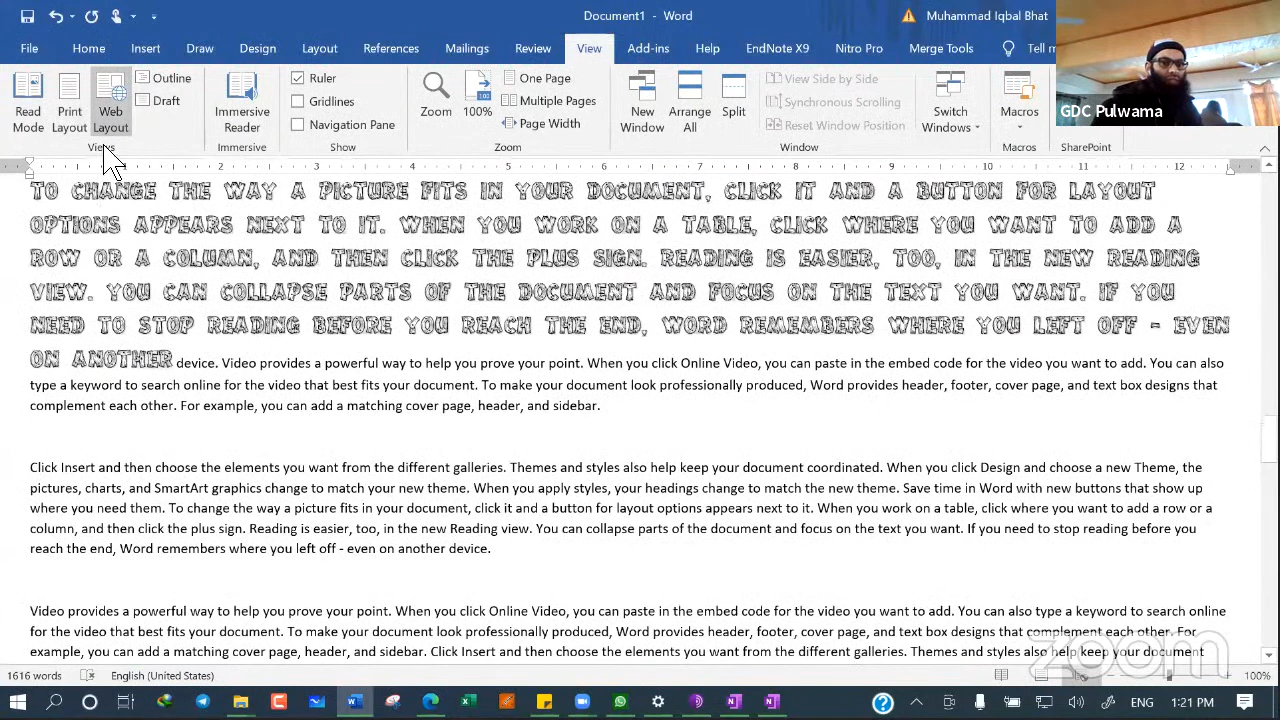 Document1 - Word
Muhammad Iqbal Bhat
File Home Insert Draw Design Layout References Mailings Review View Add-ins Help EndNote X9 Nitro Pro Merge Tools Tell m
GDC Pulwama
Read Mode
Print Layout
Web Layout
Outline
Draft
Views
Immersive Reader
Immersive
Ruler
Gridlines
Navigation Pane
Show
Zoom
100
100%
One Page
Multiple Pages
Page Width
Zoom
New Window
Arrange All
Split
View Side by Side
Synchronous Scrolling
Reset Window Position
Window
Switch Windows
Macros
Macros
Properties
SharePoint
1 2 3 4 5 6 7 8 9 10 11 12
TO CHANGE THE WAY A PICTURE FITS IN YOUR DOCUMENT, CLICK IT AND A BUTTON FOR LAYOUT
OPTIONS APPEARS NEXT TO IT. WHEN YOU WORK ON A TABLE, CLICK WHERE YOU WANT TO ADD A
ROW OR A COLUMN, AND THEN CLICK THE PLUS SIGN. READING IS EASIER, TOO, IN THE NEW READING
VIEW. YOU CAN COLLAPSE PARTS OF THE DOCUMENT AND FOCUS ON THE TEXT YOU WANT. IF YOU
NEED TO STOP READING BEFORE YOU REACH THE END, WORD REMEMBERS WHERE YOU LEFT OFF - EVEN
ON ANOTHER device. Video provides a powerful way to help you prove your point. When you click Online Video, you can paste in the embed code for the video you want to add. You can also
type a keyword to search online for the video that best fits your document. To make your document look professionally produced, Word provides header, footer, cover page, and text box designs that
complement each other. For example, you can add a matching cover page, header, and sidebar.
Click Insert and then choose the elements you want from the different galleries. Themes and styles also help keep your document coordinated. When you click Design and choose a new Theme, the
pictures, charts, and SmartArt graphics change to match your new theme. When you apply styles, your headings change to match the new theme. Save time in Word with new buttons that show up
where you need them. To change the way a picture fits in your document, click it and a button for layout options appears next to it. When you work on a table, click where you want to add a row or a
column, and then click the plus sign. Reading is easier, too, in the new Reading view. You can collapse parts of the document and focus on the text you want. If you need to stop reading before you
reach the end, Word remembers where you left off - even on another device.
Video provides a powerful way to help you prove your point. When you click Online Video, you can paste in the embed code for the video you want to add. You can also type a keyword to search online
for the video that best fits your document. To make your document look professionally produced, Word provides header, footer, cover page, and text box designs that complement each other. For
example, you can add a matching cover page, header, and sidebar. Click Insert and then choose the elements you want from the different galleries. Themes and styles also help keep your document
zoom
1616 words English (United States) 100%
ENG 1:21 PM